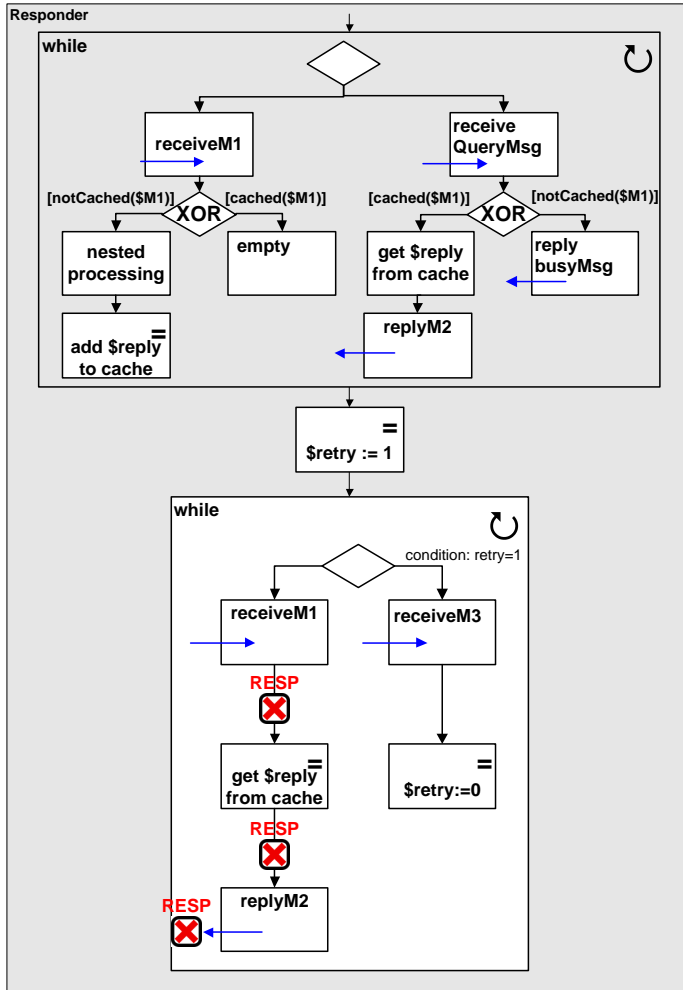 Responder
while
receiveM1
receive
QueryMsg
[notCached($M1)]
[cached($M1)]
[cached($M1)]
[notCached($M1)]
XOR
XOR
nested
processing
empty
get $reply
from cache
reply
busyMsg
=
add $reply
to cache
replyM2
=
$retry := 1
while
condition: retry=1
receiveM1
receiveM3
RESP
=
get $reply
from cache
=
$retry:=0
RESP
replyM2
RESP